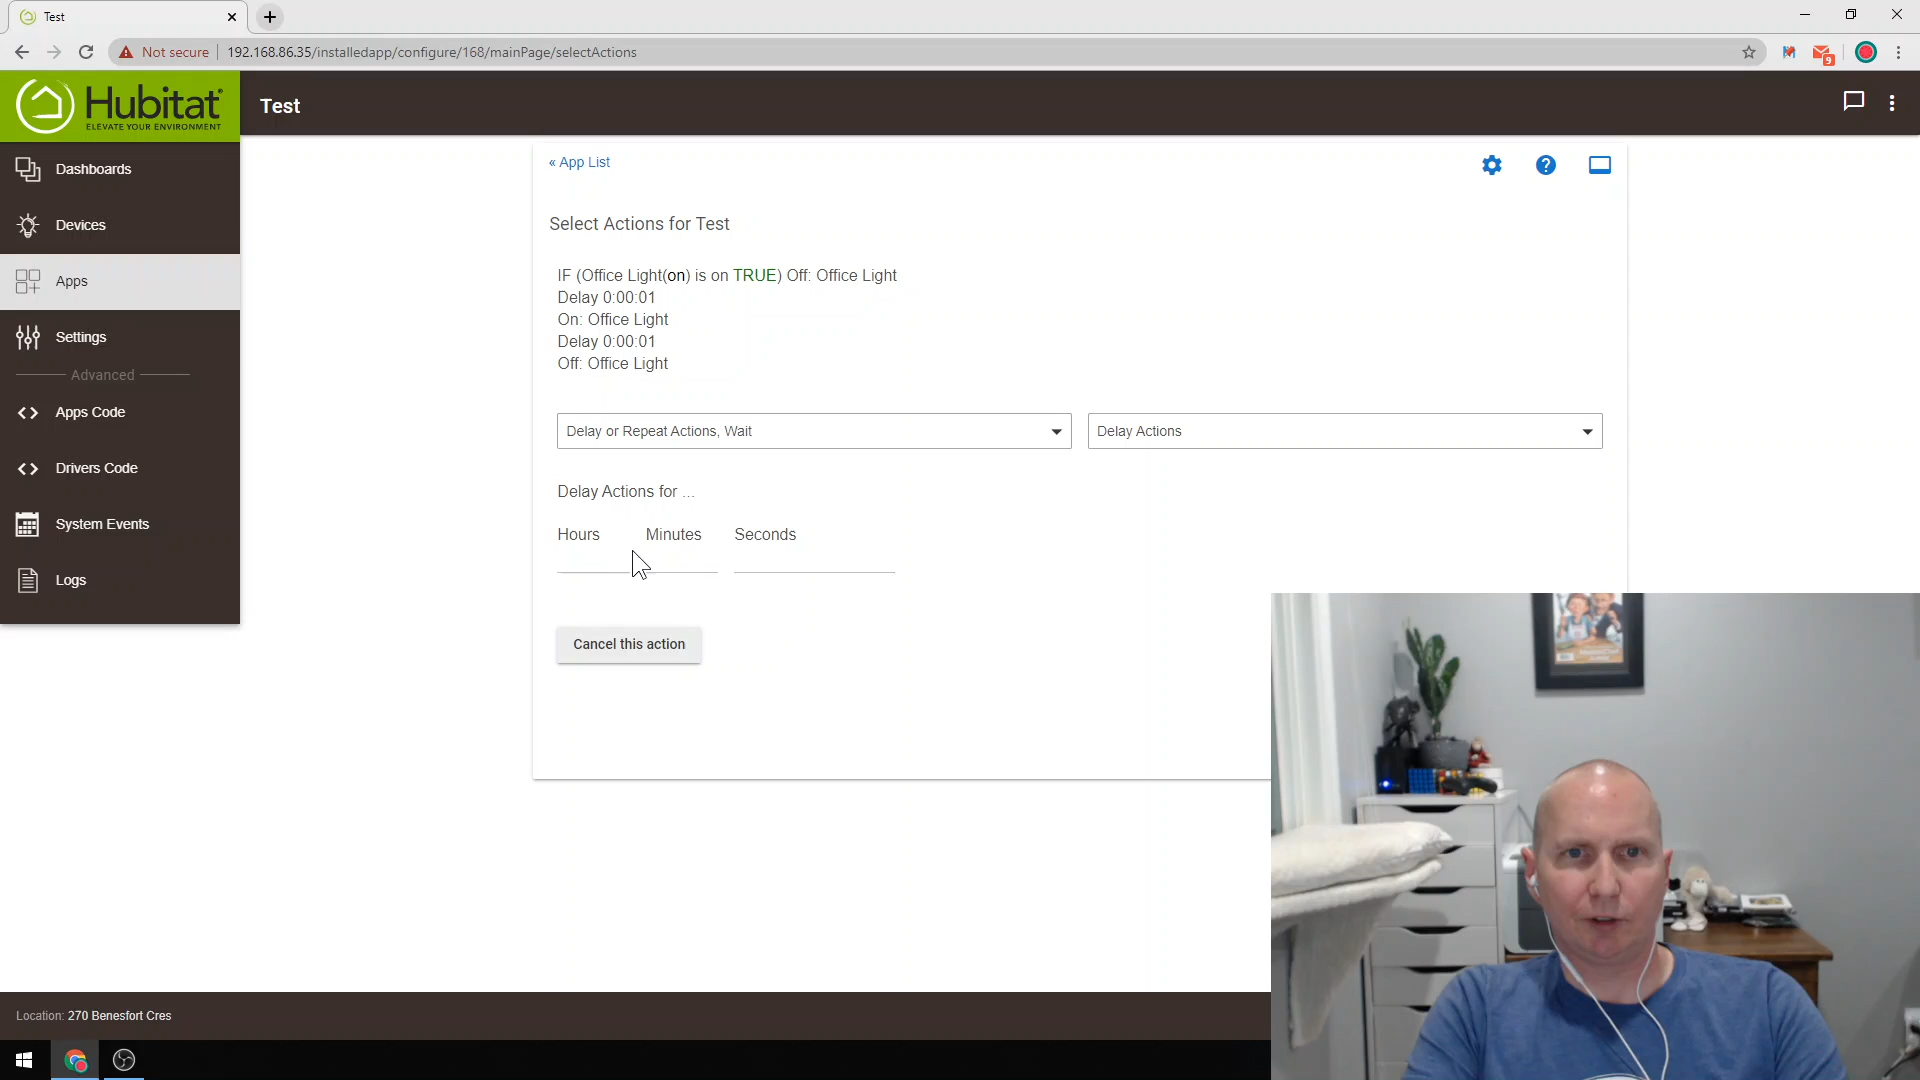 Test
Not secure
192.168.86.35/installedapp/configure/168/mainPage/selectActions
9
Hubitat
ELEVATE YOUR ENVIRONMENT
Test
Dashboards
Devices
Apps
Settings
Advanced
Apps Code
Drivers Code
System Events
Logs
« App List
Select Actions for Test
IF (Office Light(on) is on TRUE) Off: Office Light
Delay 0:00:01
On: Office Light
Delay 0:00:01
Off: Office Light
Delay or Repeat Actions, Wait
Delay Actions
Delay Actions for ...
Hours Minutes Seconds
Cancel this action
Location: 270 Benesfort Cres